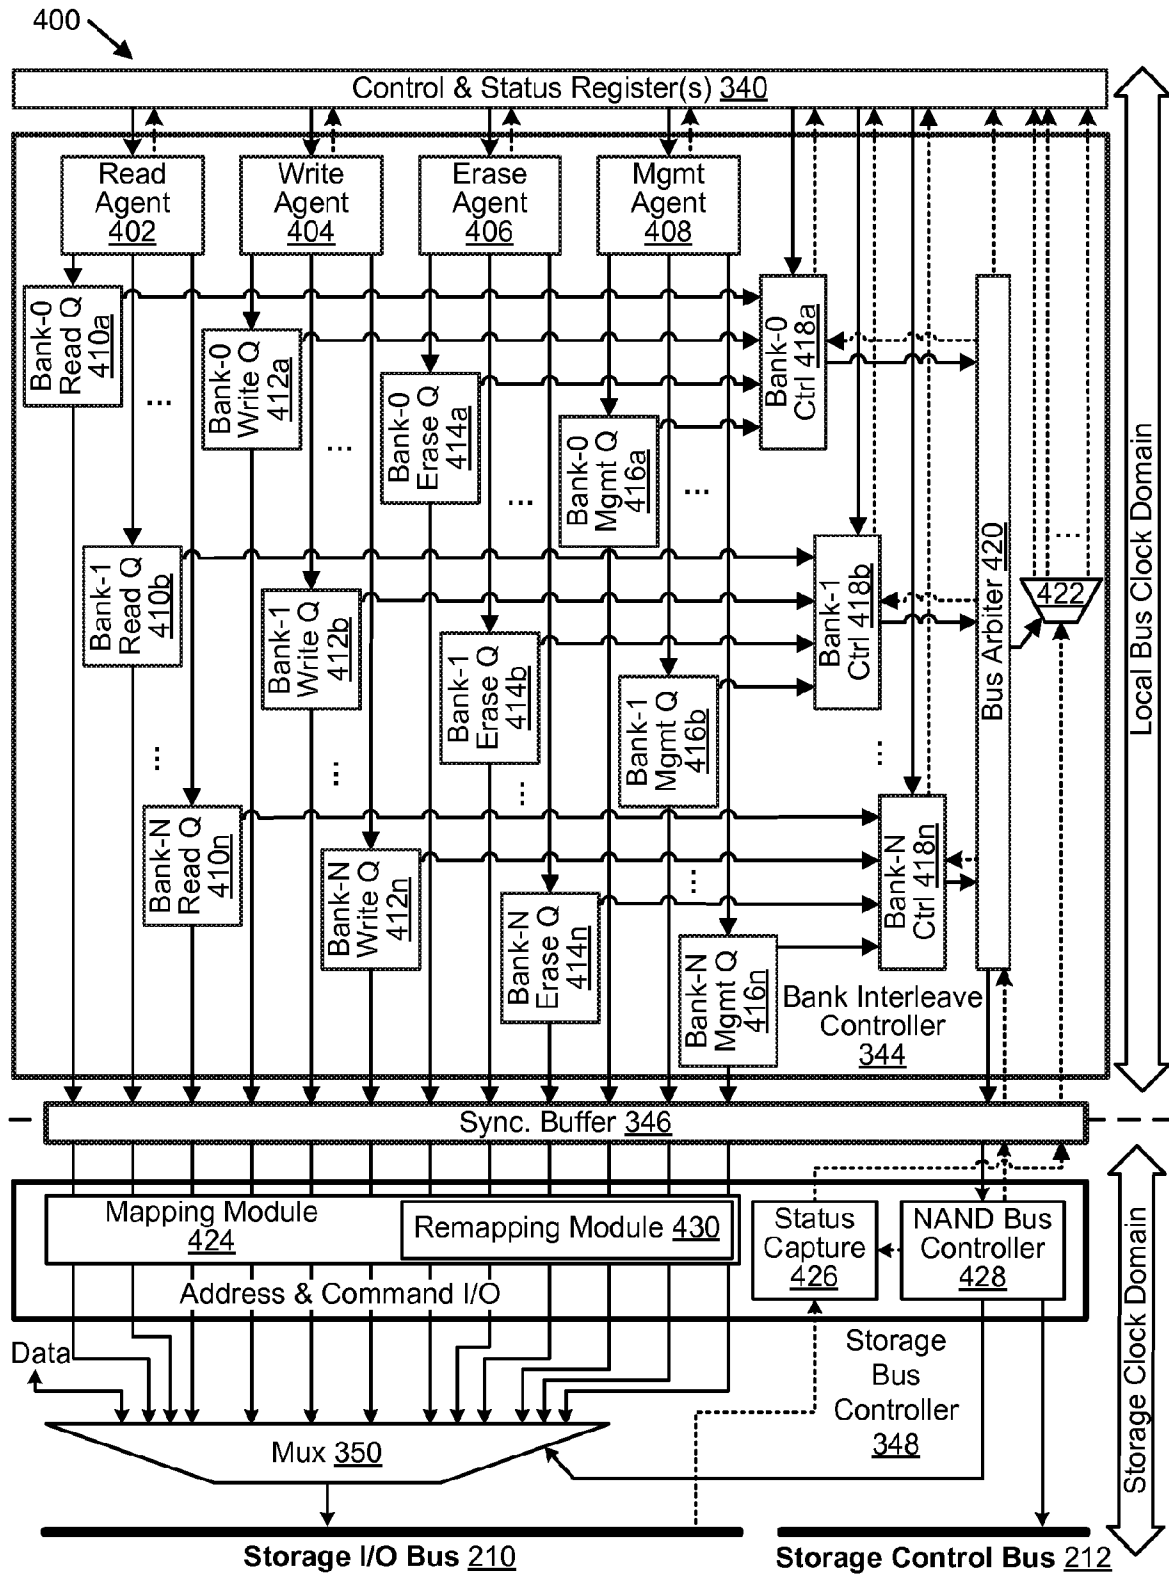 400
Control & Status Register(s) 340
Read
Agent
402
Write
Agent
404
Erase
Agent
406
Mgmt
Agent
408
Bank-0
Read Q
410a
Bank-0
Write Q
412a
Bank-0
Erase Q
414a
Bank-0
Mgmt Q
416a
Bank-0
Ctrl 418a
...
...
...
...
Bank-1
Read Q
410b
Bank-1
Write Q
412b
Bank-1
Erase Q
414b
Bank-1
Mgmt Q
416b
Bank-1
Ctrl 418b
Bus Arbiter 420
...
422
...
...
...
...
...
Bank-N
Read Q
410n
Bank-N
Write Q
412n
Bank-N
Erase Q
414n
Bank-N
Mgmt Q
416n
Bank-N
Ctrl 418n
Bank Interleave
Controller
344
Local Bus Clock Domain
Sync. Buffer 346
Mapping Module
424
Remapping Module 430
Status
Capture
426
NAND Bus
Controller
428
Address & Command I/O
Storage
Bus
Controller
348
Data
Mux 350
Storage Clock Domain
Storage I/O Bus 210
Storage Control Bus 212